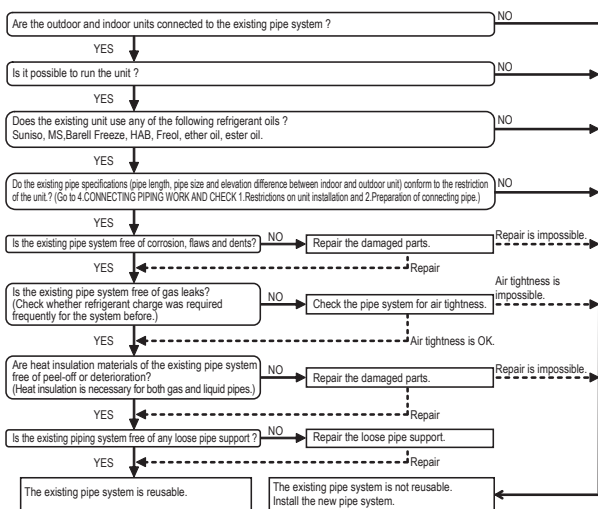 Are the outdoor and indoor units connected to the existing pipe system ?
NO
YES
Is it possible to run the unit ?
NO
YES
Does the existing unit use any of the following refrigerant oils ?
Suniso, MS,Barell Freeze, HAB, Freol, ether oil, ester oil.
NO
YES
Do the existing pipe specifications (pipe length, pipe size and elevation difference between indoor and outdoor unit) conform to the restriction
of the unit.? (Go to 4.CONNECTING PIPING WORK AND CHECK 1.Restrictions on unit installation and 2.Preparation of connecting pipe.)
NO
YES
Is the existing pipe system free of corrosion, flaws and dents?
NO
Repair the damaged parts.
Repair is impossible.
YES
Repair
Is the existing pipe system free of gas leaks?
(Check whether refrigerant charge was required
frequently for the system before.)
NO
Check the pipe system for air tightness.
Air tightness is
impossible.
YES
Air tightness is OK.
Are heat insulation materials of the existing pipe system
free of peel-off or deterioration?
(Heat insulation is necessary for both gas and liquid pipes.)
NO
Repair the damaged parts.
Repair is impossible.
YES
Repair
Is the existing piping system free of any loose pipe support ?
NO
Repair the loose pipe support.
YES
Repair
The existing pipe system is reusable.
The existing pipe system is not reusable.
Install the new pipe system.